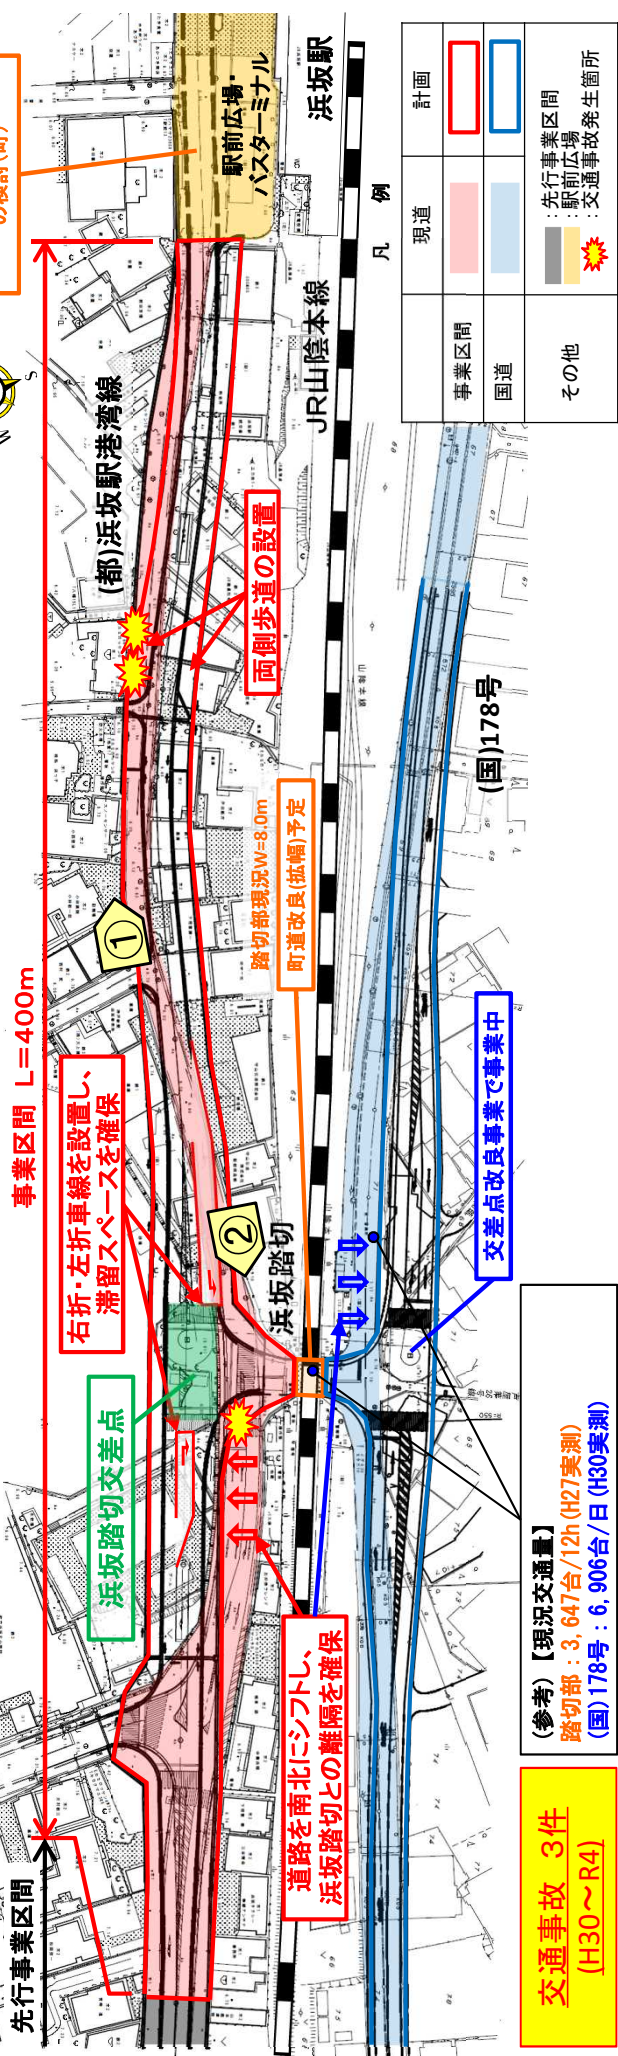 先行事業区間
事業区間 L=400m
の検討(町)
S
W
(都)浜坂駅港湾線
駅前広場・
バスターミナル
浜坂駅
JR山陰本線
両側歩道の設置
①
②
右折・左折車線を設置し、
滞留スペースを確保
浜坂踏切交差点
浜坂踏切
踏切部現況W=8.0m
町道改良(拡幅)予定
道路を南北にシフトし、
浜坂踏切との離隔を確保
交差点改良事業で事業中
(国)178号
凡 例
現道
計画
事業区間
国道
その他
:先行事業区間
:駅前広場
:交通事故発生箇所
(参考)【現況交通量】
踏切部:3,647台/12h(H27実測)
(国)178号:6,906台/日(H30実測)
交通事故 3件
(H30～R4)